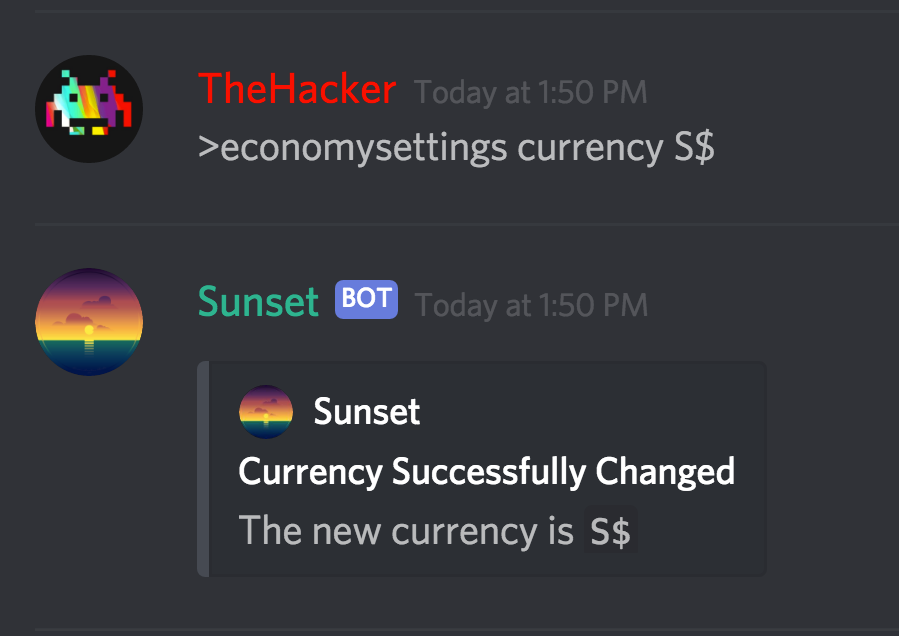 TheHacker Today at 1:50 PM
>economysettings currency S$
Sunset BOT Today at 1:50 PM
Sunset
Currency Successfully Changed
The new currency is S$